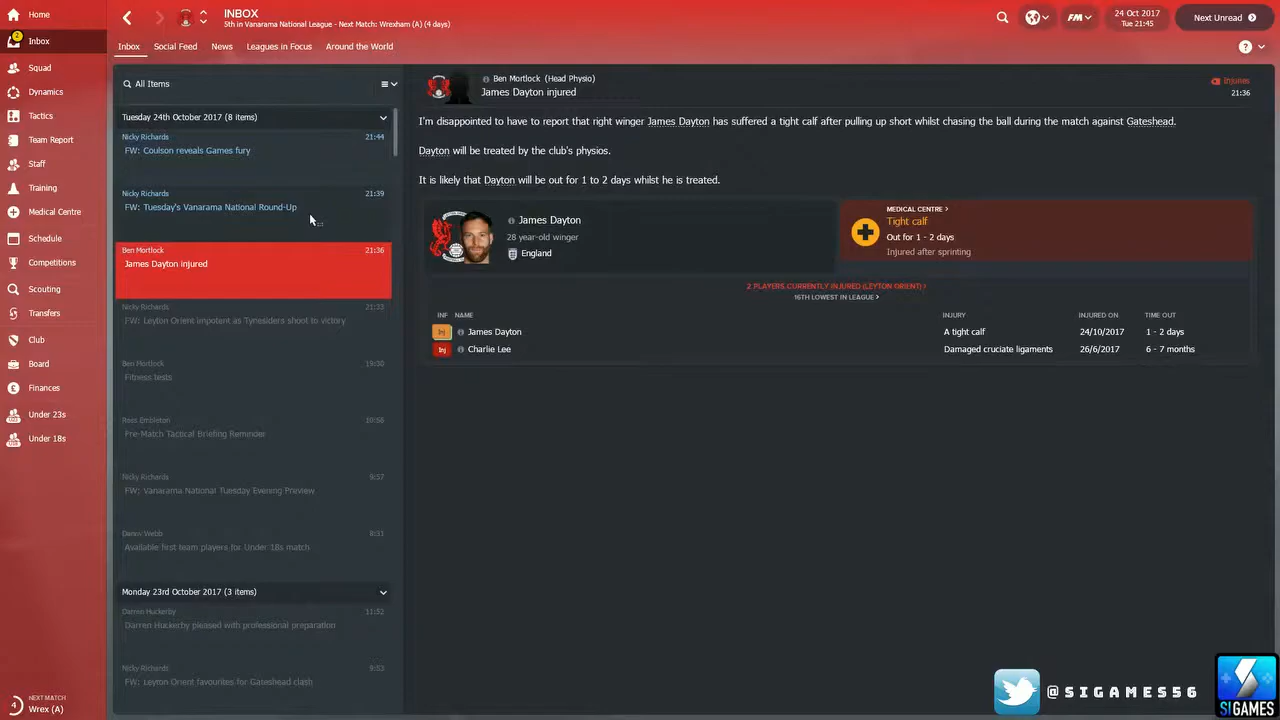 Home
2
Inbox
Squad
Dynamics
Tactics
Team Report
Staff
Training
Medical Centre
Schedule
Competitions
Scouting
Transfers
Club
Board
Finances
Under 23s
Under 18s
4
NEXT MATCH
Wrex (A)
INBOX
5th in Vanarama National League - Next Match: Wrexham (A) (4 days)
FM
24 Oct 2017
Tue 21:45
Next Unread
Inbox Social Feed News Leagues in Focus Around the World
?
All Items
Tuesday 24th October 2017 (8 items)
Nicky Richards 21:44
FW: Coulson reveals Games fury
Nicky Richards 21:39
FW: Tuesday's Vanarama National Round-Up
Ben Mortlock 21:36
James Dayton injured
Nicky Richards 21:33
FW: Leyton Orient impotent as Tynesiders shoot to victory
Ben Mortlock 19:30
Fitness tests
Ross Embleton 10:58
Pre-Match Tactical Briefing Reminder
Nicky Richards 9:57
FW: Vanarama National Tuesday Evening Preview
Danny Webb 8:31
Available first team players for Under 18s match
Monday 23rd October 2017 (3 items)
Darren Huckerby 11:52
Darren Huckerby pleased with professional preparation
Nicky Richards 9:53
FW: Leyton Orient favourites for Gateshead clash
Ben Mortlock (Head Physio)
James Dayton injured
Injuries
21:36
I'm disappointed to have to report that right winger James Dayton has suffered a tight calf after pulling up short whilst chasing the ball during the match against Gateshead.
Dayton will be treated by the club's physios.
It is likely that Dayton will be out for 1 to 2 days whilst he is treated.
James Dayton
28 year-old winger
England
MEDICAL CENTRE >
Tight calf
Out for 1 - 2 days
Injured after sprinting
2 PLAYERS CURRENTLY INJURED (LEYTON ORIENT) >
16TH LOWEST IN LEAGUE >
INF NAME INJURY INJURED ON TIME OUT
Inj James Dayton A tight calf 24/10/2017 1 - 2 days
Inj Charlie Lee Damaged cruciate ligaments 26/6/2017 6 - 7 months
@SIGAMES56
SIGAMES